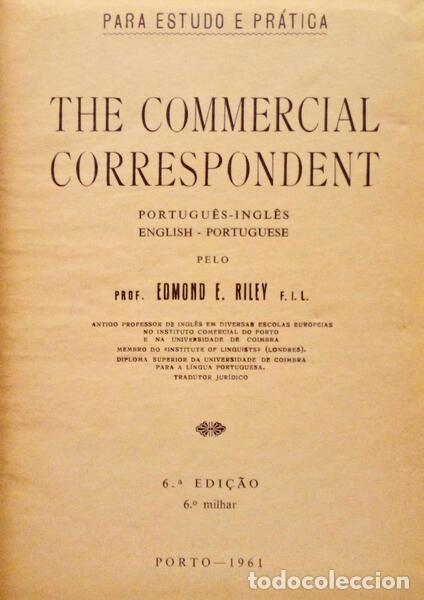 PARA ESTUDO E PRÁTICA
THE COMMERCIAL
CORRESPONDENT
PORTUGUÊS-INGLÊS
ENGLISH - PORTUGUESE
PELO
PROF. EDMOND E. RILEY F. I. L.
ANTIGO PROFESSOR DE INGLÊS EM DIVERSAS ESCOLAS EUROPEIAS
NO INSTITUTO COMERCIAL DO PORTO
E NA UNIVERSIDADE DE COIMBRA
MEMBRO DO «INSTITUTE OF LINGUISTS» (LONDRES).
DIPLOMA SUPERIOR DA UNIVERSIDADE DE COIMBRA
PARA A LÍNGUA PORTUGUESA.
TRADUTOR JURÍDICO
6.ª EDIÇÃO
6.º milhar
PORTO—1961
todocoleccion